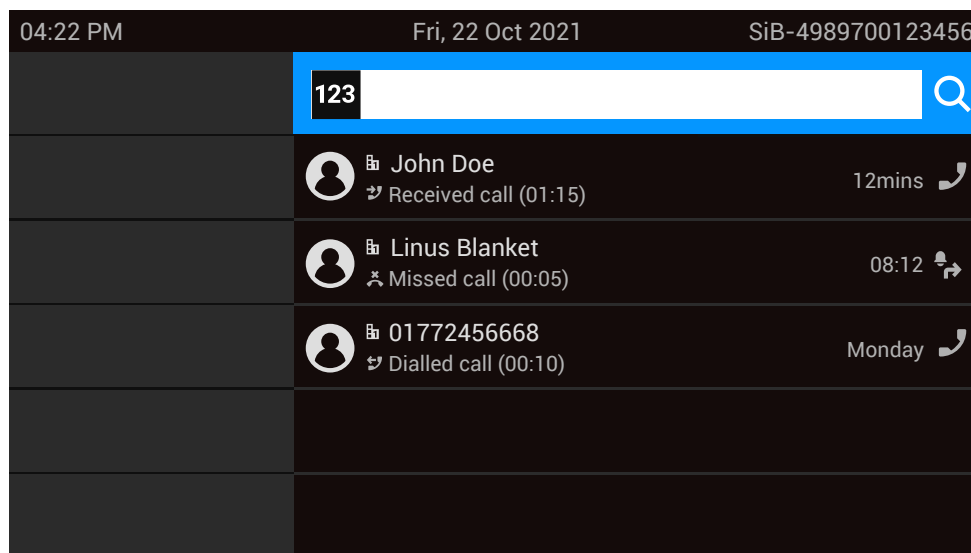 04:22 PM Fri, 22 Oct 2021 SiB-4989700123456
123
John Doe
Received call (01:15) 12mins
Linus Blanket
Missed call (00:05) 08:12
01772456668
Dialled call (00:10) Monday